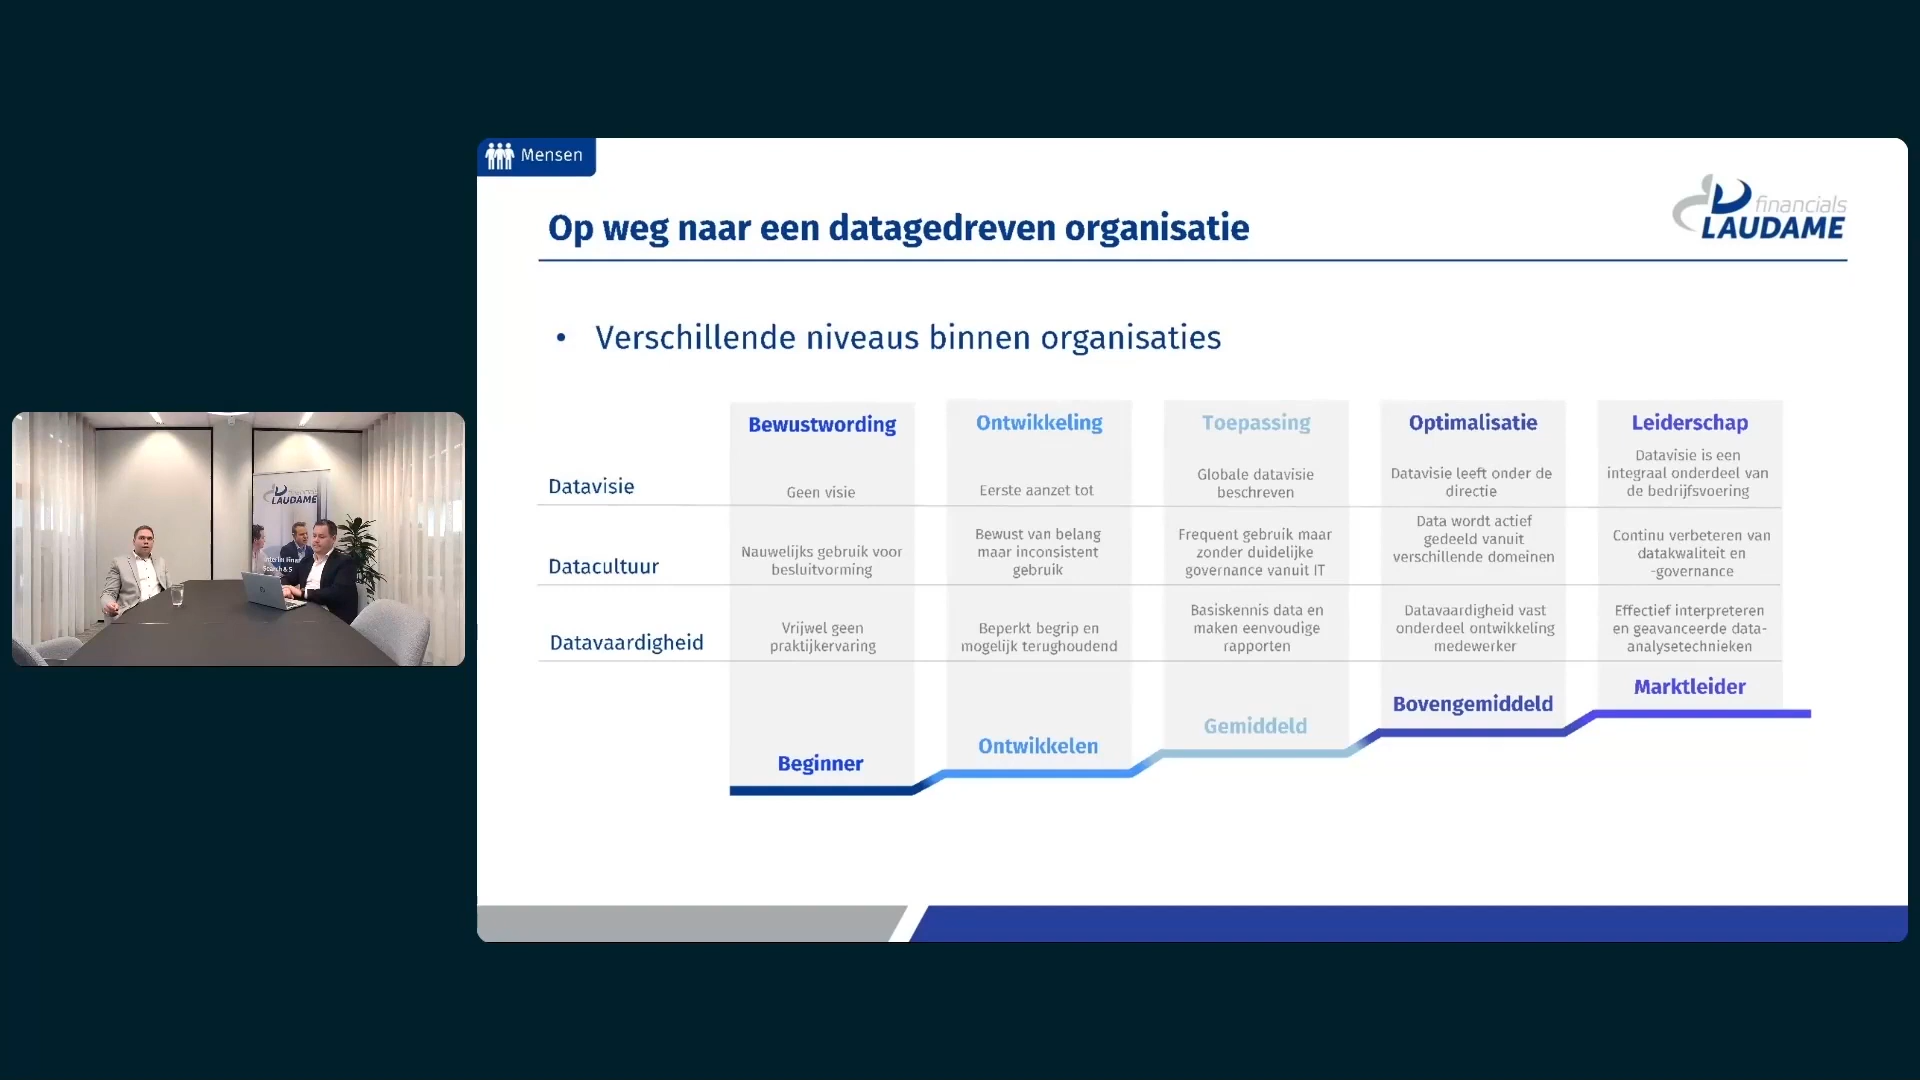 Mensen
financials
LAUDAME
Op weg naar een datagedreven organisatie
• Verschillende niveaus binnen organisaties
Bewustwording
Ontwikkeling
Toepassing
Optimalisatie
Leiderschap
Datavisie
Geen visie
Eerste aanzet tot
Globale datavisie
beschreven
Datavisie leeft onder de
directie
Datavisie is een
integraal onderdeel van
de bedrijfsvoering
Datacultuur
Nauwelijks gebruik voor
besluitvorming
Bewust van belang
maar inconsistent
gebruik
Frequent gebruik maar
zonder duidelijke
governance vanuit IT
Data wordt actief
gedeeld vanuit
verschillende domeinen
Continu verbeteren van
datakwaliteit en
-governance
Datavaardigheid
Vrijwel geen
praktijkervaring
Beperkt begrip en
mogelijk terughoudend
Basiskennis data en
maken eenvoudige
rapporten
Datavaardigheid vast
onderdeel ontwikkeling
medewerker
Effectief interpreteren
en geavanceerde data-
analysetechnieken
Beginner
Ontwikkelen
Gemiddeld
Bovengemiddeld
Marktleider
LAUDAME